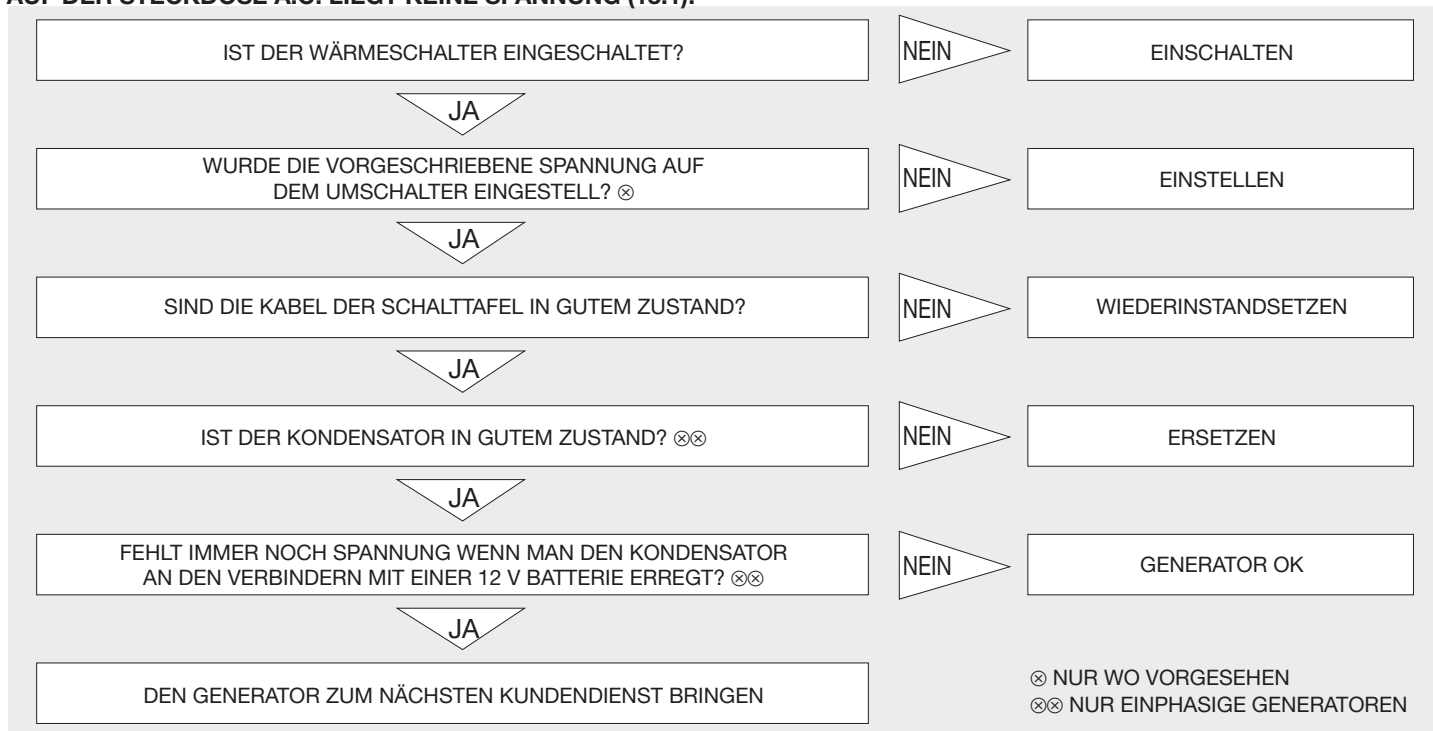 AUF DER STECKDOSE A.C. LIEGT KEINE SPANNUNG (10.1).
IST DER WÄRMESCHALTER EINGESCHALTET?
NEIN
EINSCHALTEN
JA
WURDE DIE VORGESCHRIEBENE SPANNUNG AUF
DEM UMSCHALTER EINGESTELL? ⊗
NEIN
EINSTELLEN
JA
SIND DIE KABEL DER SCHALTTAFEL IN GUTEM ZUSTAND?
NEIN
WIEDERINSTANDSETZEN
JA
IST DER KONDENSATOR IN GUTEM ZUSTAND? ⊗⊗
NEIN
ERSETZEN
JA
FEHLT IMMER NOCH SPANNUNG WENN MAN DEN KONDENSATOR
AN DEN VERBINDERN MIT EINER 12 V BATTERIE ERREGT? ⊗⊗
NEIN
GENERATOR OK
JA
DEN GENERATOR ZUM NÄCHSTEN KUNDENDIENST BRINGEN
⊗ NUR WO VORGESEHEN
⊗⊗ NUR EINPHASIGE GENERATOREN